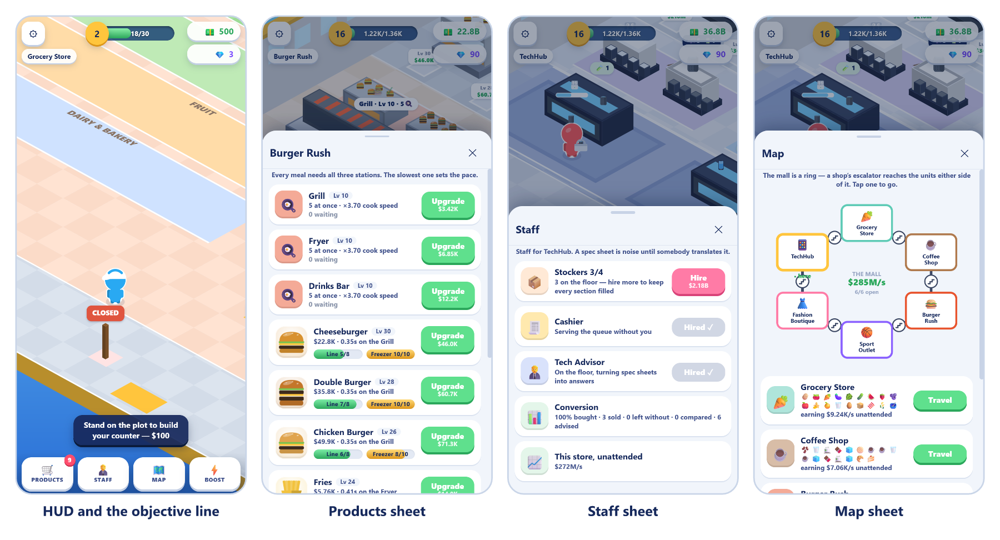 2
18/30
500
Grocery Store
3
FRUIT
DAIRY & BAKERY
CLOSED
Stand on the plot to build
your counter — $100
9
PRODUCTS
STAFF
MAP
BOOST
HUD and the objective line
16
1.22K/1.36K
22.8B
Burger Rush
90
Lv 30
$46.0K
Lv 28
$60.7K
Grill · Lv 10 · 5
Burger Rush
Every meal needs all three stations. The slowest one sets the pace.
Grill Lv 10
5 at once · ×3.70 cook speed
0 waiting
Upgrade
$3.42K
Fryer Lv 10
5 at once · ×3.70 cook speed
0 waiting
Upgrade
$6.85K
Drinks Bar Lv 10
5 at once · ×3.70 cook speed
0 waiting
Upgrade
$12.2K
Cheeseburger Lv 30
$22.8K · 0.35s on the Grill
Line 5/8 Freezer 10/10
Upgrade
$46.0K
Double Burger Lv 28
$35.8K · 0.35s on the Grill
Line 7/8 Freezer 10/10
Upgrade
$60.7K
Chicken Burger Lv 26
$49.9K · 0.35s on the Grill
Line 6/8 Freezer 8/10
Upgrade
$71.3K
Fries Lv 24
$5.76K · 0.41s on the Fryer
Upgrade
Products sheet
16
1.22K/1.36K
36.8B
TechHub
90
1
Staff
Staff for TechHub. A spec sheet is noise until somebody translates it.
Stockers 3/4
3 on the floor — hire more to keep
every section filled
Hire
$2.18B
Cashier
Serving the queue without you
Hired ✓
Tech Advisor
On the floor, turning spec sheets
into answers
Hired ✓
Conversion
100% bought · 3 sold · 0 left without · 0 compared · 6
advised
This store, unattended
$272M/s
Staff sheet
16
1.22K/1.36K
36.8B
TechHub
90
1
Map
The mall is a ring — a shop's escalator reaches the units either side
of it. Tap one to go.
Grocery
Store
TechHub
Coffee
Shop
• here
THE MALL
$285M/s
6/6 open
Fashion
Boutique
Burger
Rush
Sport
Outlet
Grocery Store
earning $9.24K/s unattended
Travel
Coffee Shop
earning $7.06K/s unattended
Travel
Burger Rush
Map sheet